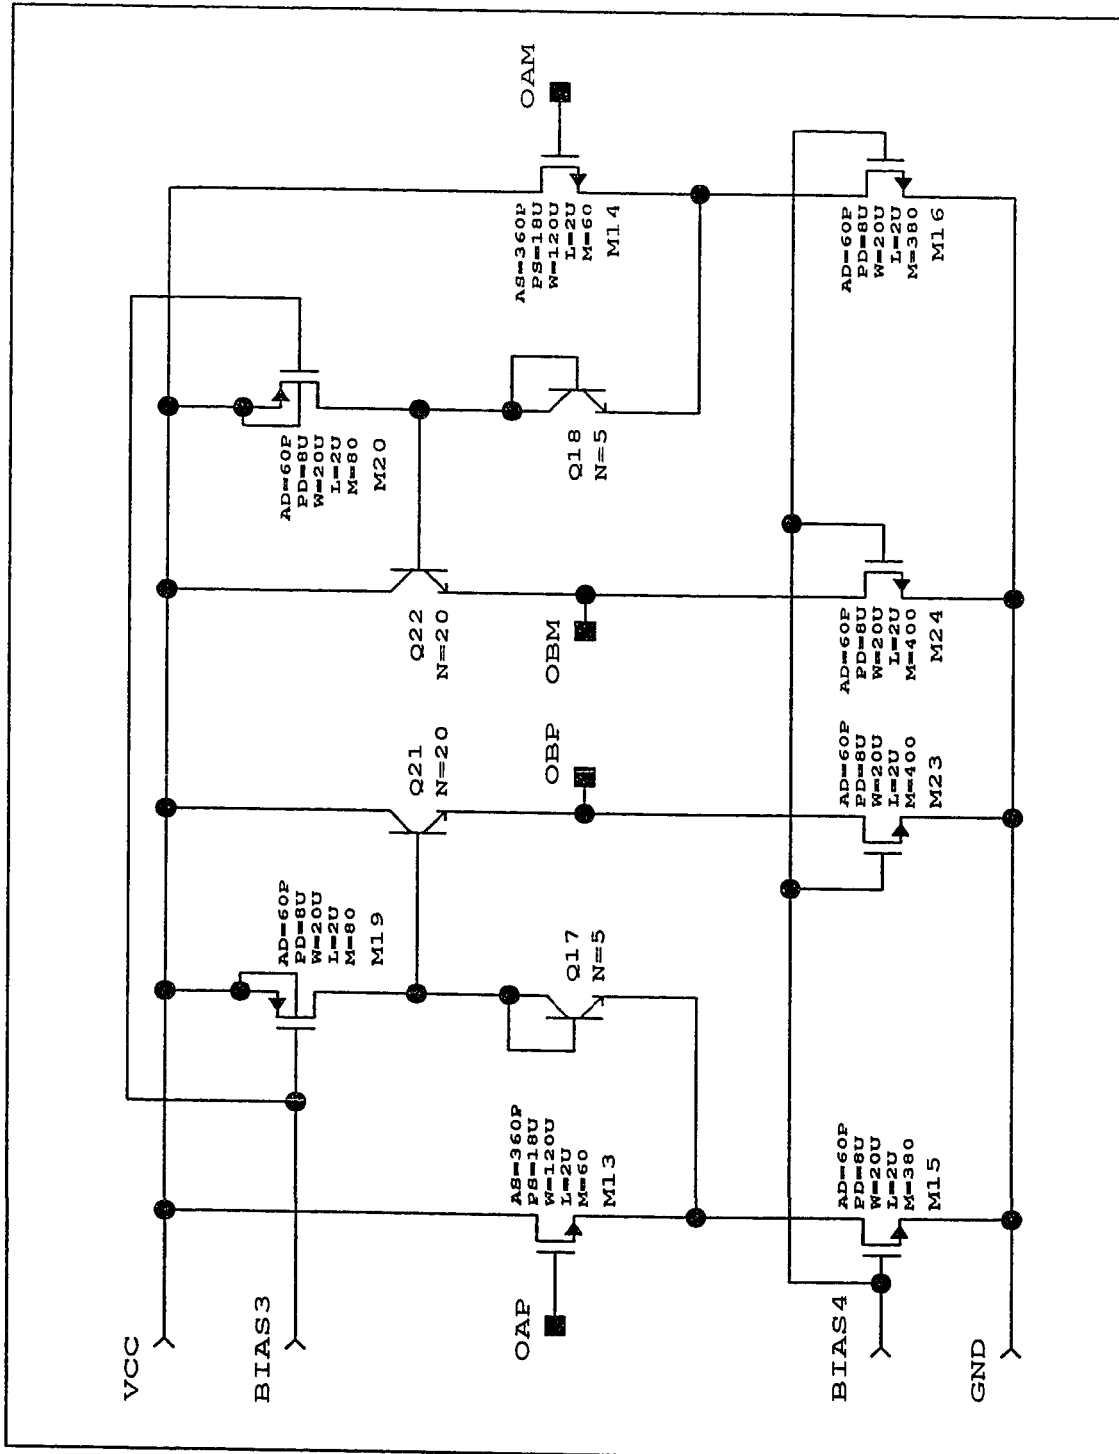 VCC
BIAS3
OAP
BIAS4
GND
AS=360P
PS=18U
W=120U
L=2U
M=60
M13
AD=60P
PD=8U
W=20U
L=2U
M=380
M15
AD=60P
PD=8U
W=20U
L=2U
M=80
M19
Q17
N=5
Q21
N=20
OBP
AD=60P
PD=8U
W=20U
L=2U
M=400
M23
Q22
N=20
OBM
AD=60P
PD=8U
W=20U
L=2U
M=400
M24
AD=60P
PD=8U
W=20U
L=2U
M=80
M20
Q18
N=5
AS=360P
PS=18U
W=120U
L=2U
M=60
M14
OAM
AD=60P
PD=8U
W=20U
L=2U
M=380
M16